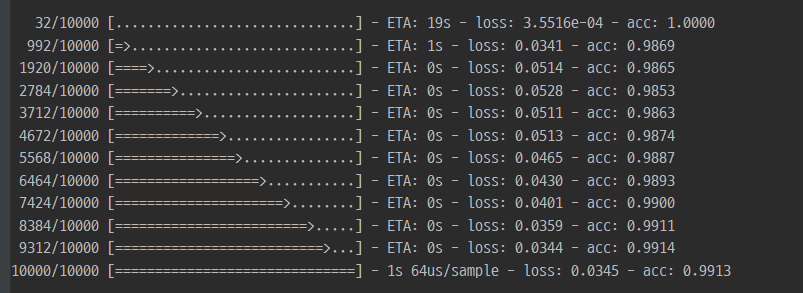 32/10000 [..............................] - ETA: 19s - loss: 3.5516e-04 - acc: 1.0000
992/10000 [=>............................] - ETA: 1s - loss: 0.0341 - acc: 0.9869
1920/10000 [====>.........................] - ETA: 0s - loss: 0.0514 - acc: 0.9865
2784/10000 [=======>......................] - ETA: 0s - loss: 0.0528 - acc: 0.9853
3712/10000 [==========>...................] - ETA: 0s - loss: 0.0511 - acc: 0.9863
4672/10000 [=============>................] - ETA: 0s - loss: 0.0513 - acc: 0.9874
5568/10000 [===============>..............] - ETA: 0s - loss: 0.0465 - acc: 0.9887
6464/10000 [==================>...........] - ETA: 0s - loss: 0.0430 - acc: 0.9893
7424/10000 [=====================>........] - ETA: 0s - loss: 0.0401 - acc: 0.9900
8384/10000 [========================>.....] - ETA: 0s - loss: 0.0359 - acc: 0.9911
9312/10000 [==========================>...] - ETA: 0s - loss: 0.0344 - acc: 0.9914
10000/10000 [==============================] - 1s 64us/sample - loss: 0.0345 - acc: 0.9913